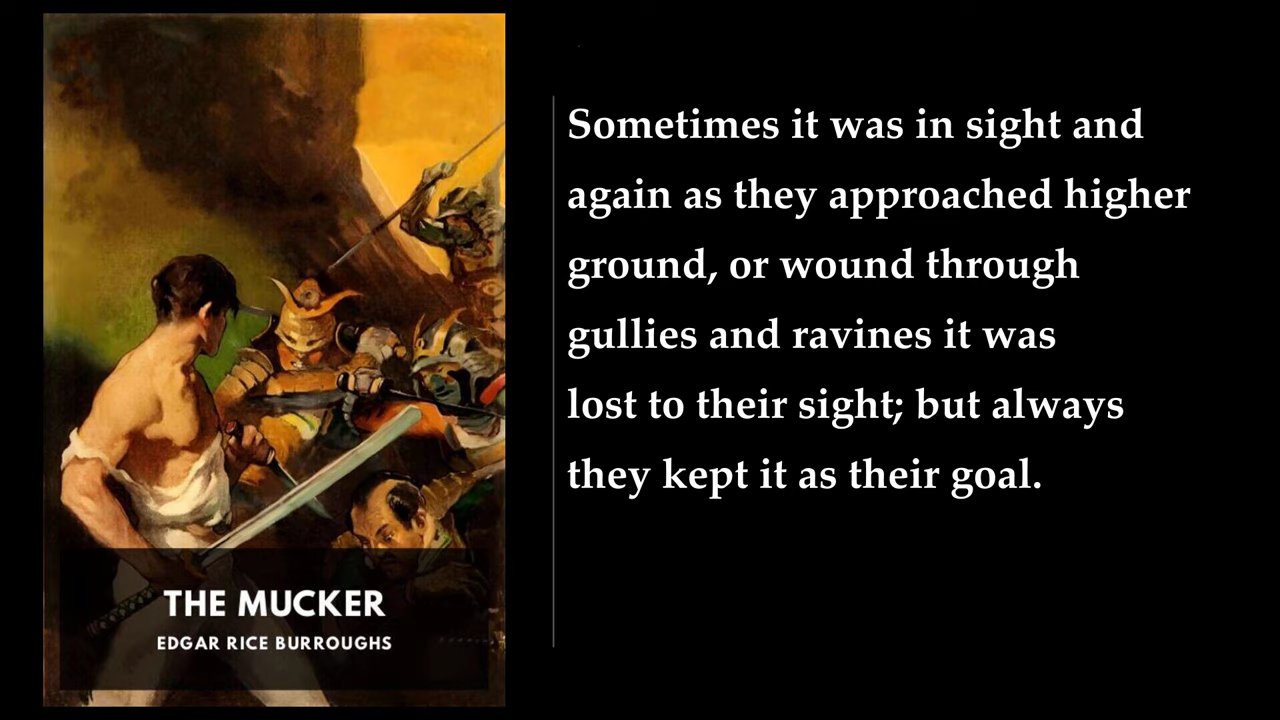 THE MUCKER
EDGAR RICE BURROUGHS
Sometimes it was in sight and
again as they approached higher
ground, or wound through
gullies and ravines it was
lost to their sight; but always
they kept it as their goal.